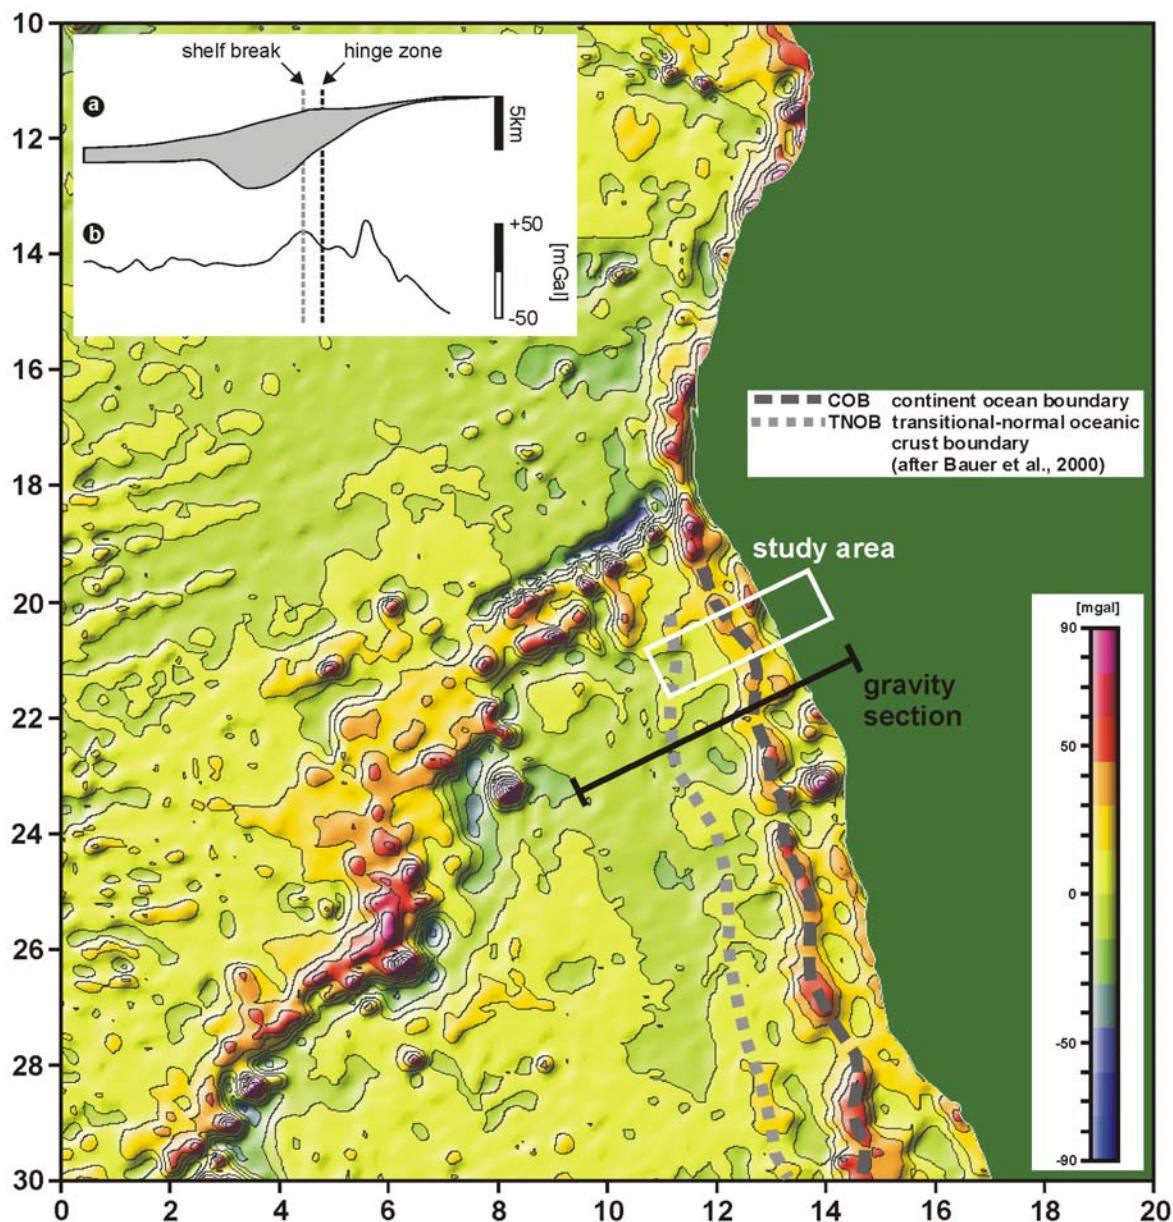 10
12
14
16
18
20
22
24
26
28
30
shelf break
hinge zone
a
5km
b
+50
[mGal]
-50
COB continent ocean boundary
TNOB transitional-normal oceanic
crust boundary
(after Bauer et al., 2000)
study area
gravity
section
[mgal]
90
50
0
-50
-90
0 2 4 6 8 10 12 14 16 18 20